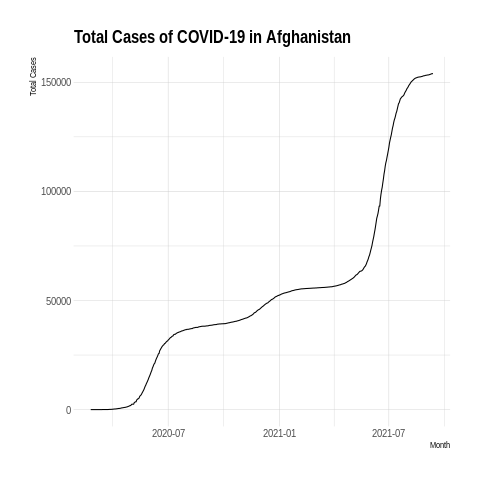 Total Cases of COVID-19 in Afghanistan
Total Cases
150000
100000
50000
0
2020-07
2021-01
2021-07
Month